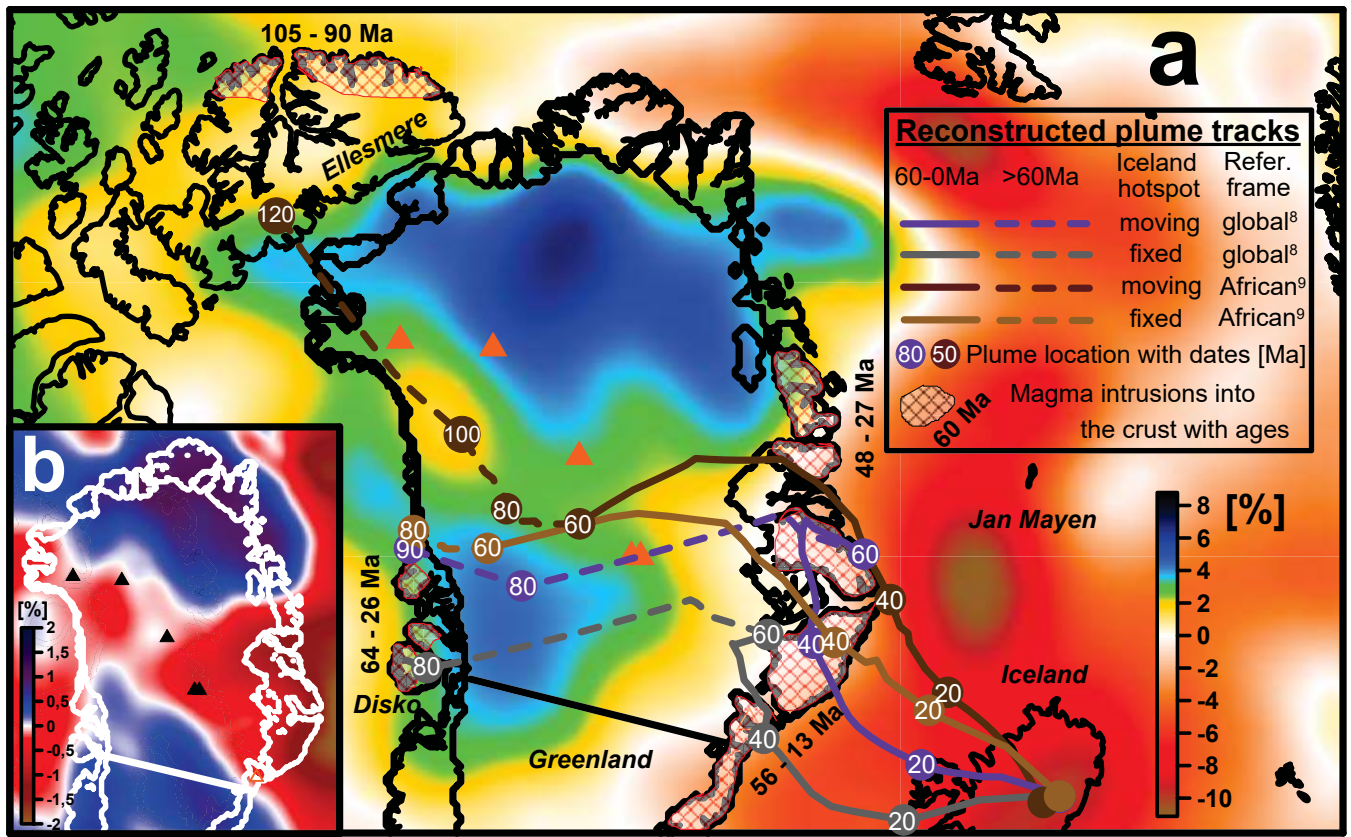 105 - 90 Ma
a
Ellesmere
Reconstructed plume tracks
60-0Ma >60Ma Iceland hotspot Refer. frame
moving global⁸
fixed global⁸
moving African⁹
fixed African⁹
80 50 Plume location with dates [Ma]
60 Ma Magma intrusions into
the crust with ages
120
100
80
60
80
90
60
80
60
48 - 27 Ma
64 - 26 Ma
80
60
40
40
40
40
20
20
20
20
Jan Mayen
Iceland
Disko
Greenland
56 - 13 Ma
[%]
8
6
4
2
0
-2
-4
-6
-8
-10
b
[%]
2
1,5
1
0,5
0
-0,5
-1
-1,5
-2